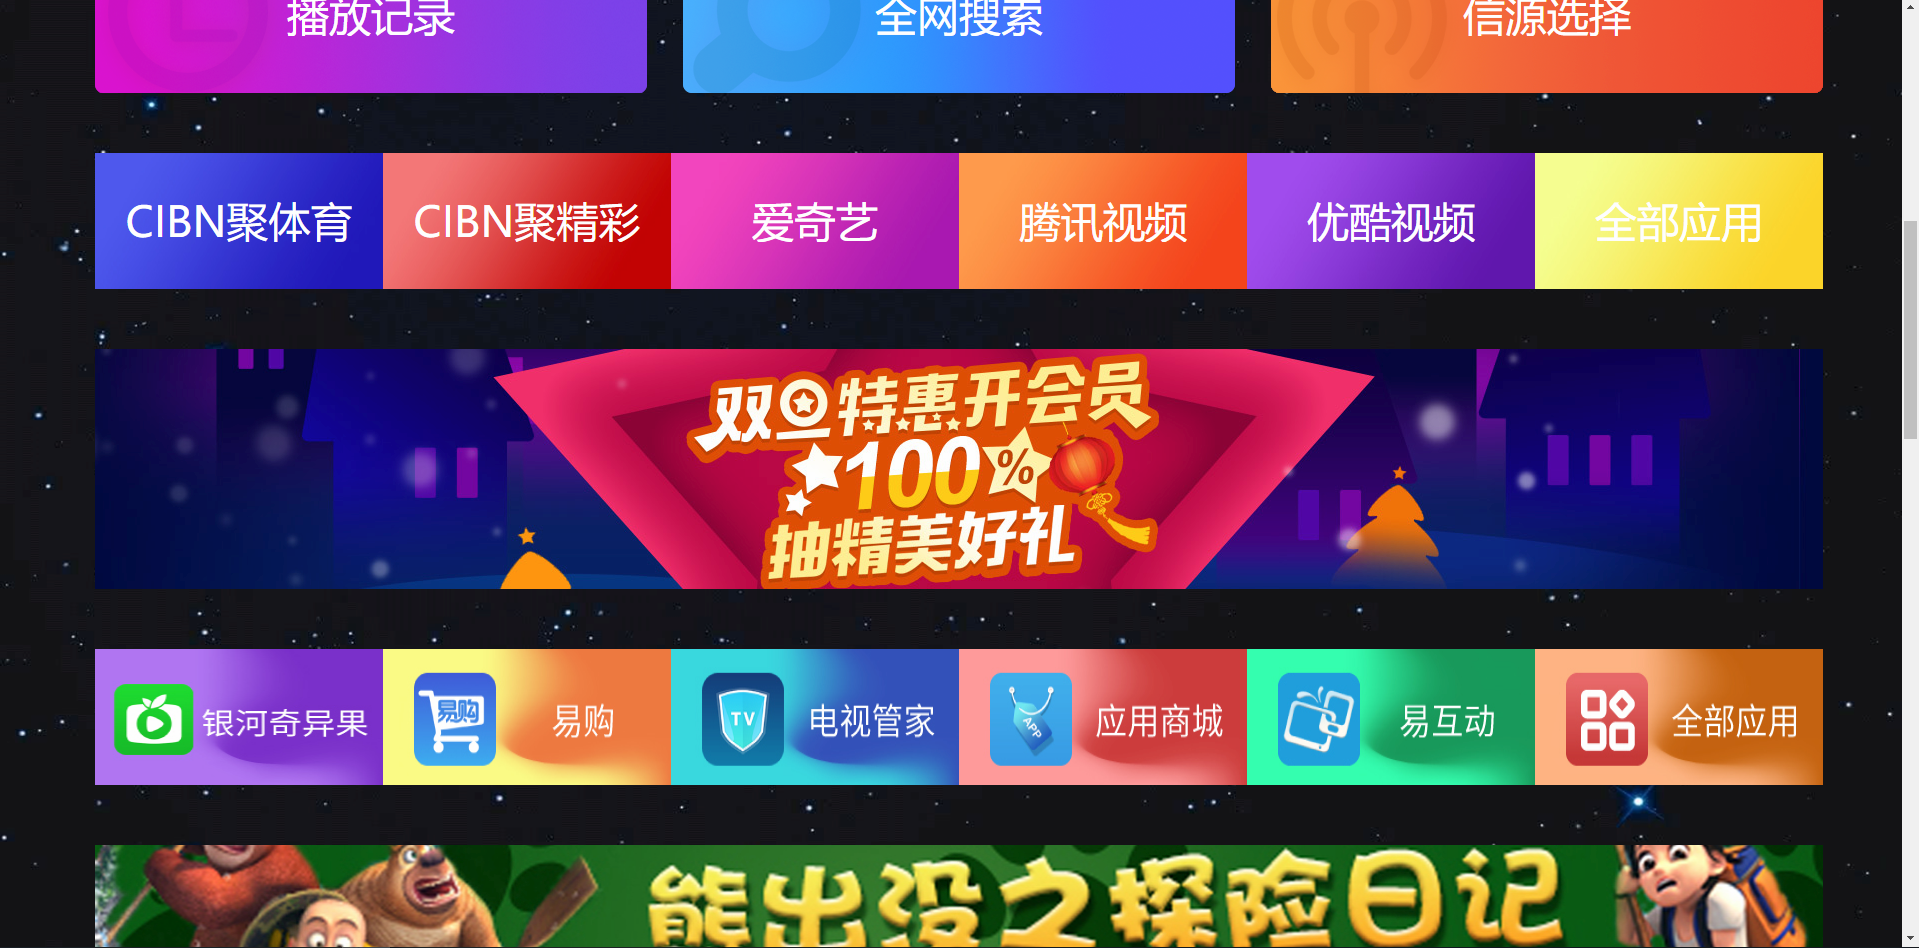 播放记录
全网搜索
信源选择
CIBN聚体育
CIBN聚精彩
爱奇艺
腾讯视频
优酷视频
全部应用
双旦特惠开会员
100%
抽精美好礼
银河奇异果
易购
易购
TV
电视管家
APP
应用商城
易互动
全部应用
熊出没之探险日记